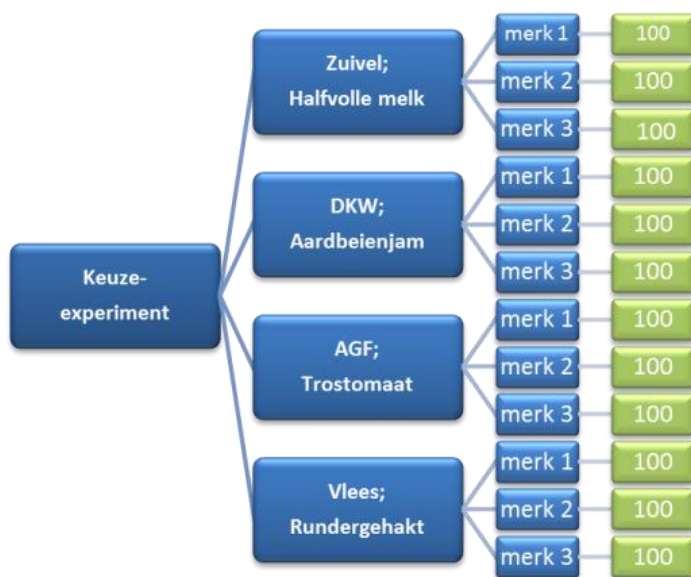 Keuze-
experiment
Zuivel;
Halfvolle melk
merk 1
100
merk 2
100
merk 3
100
DKW;
Aardbeienjam
merk 1
100
merk 2
100
merk 3
100
AGF;
Trostomaat
merk 1
100
merk 2
100
merk 3
100
Vlees;
Rundergehakt
merk 1
100
merk 2
100
merk 3
100